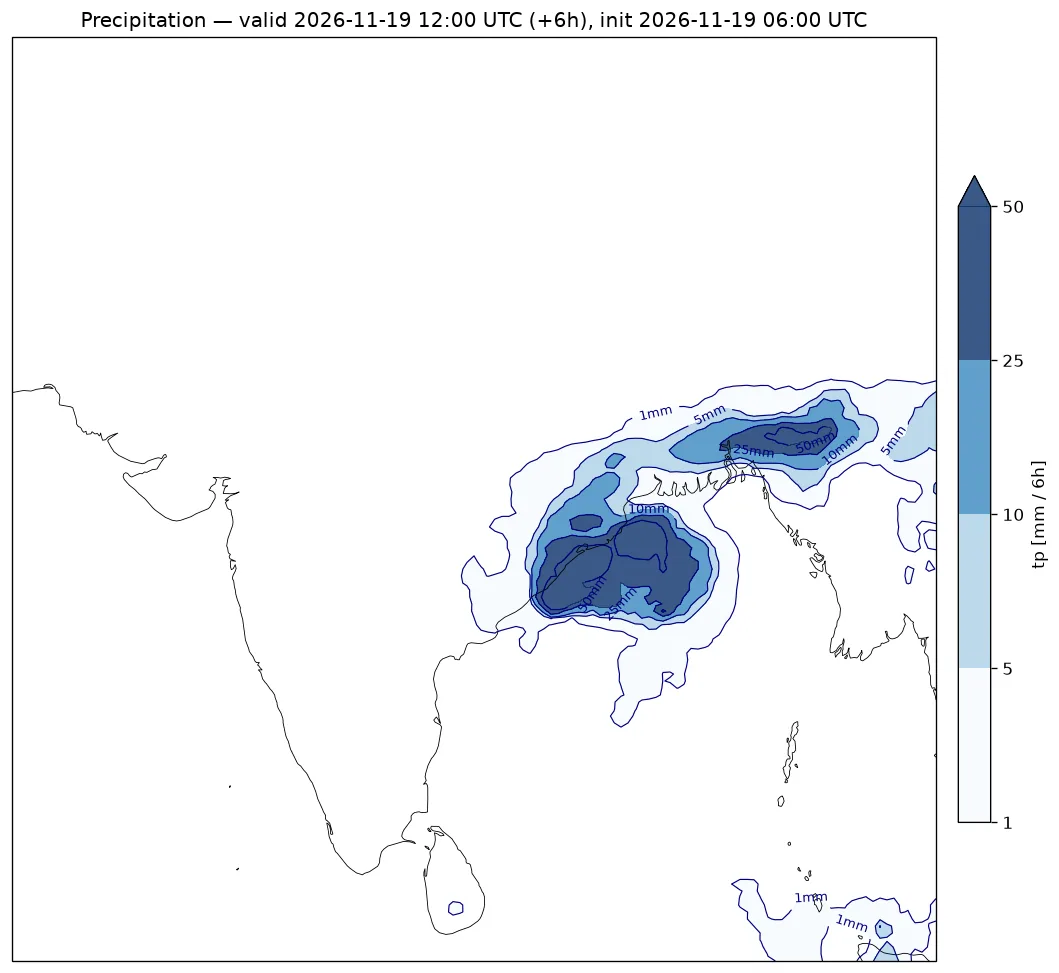 Precipitation — valid 2026-11-19 12:00 UTC (+6h), init 2026-11-19 06:00 UTC
1mm
5mm
25mm
50mm
10mm
5mm
10mm
50mm
25mm
1mm
1mm
50
25
10
5
1
tp [mm / 6h]